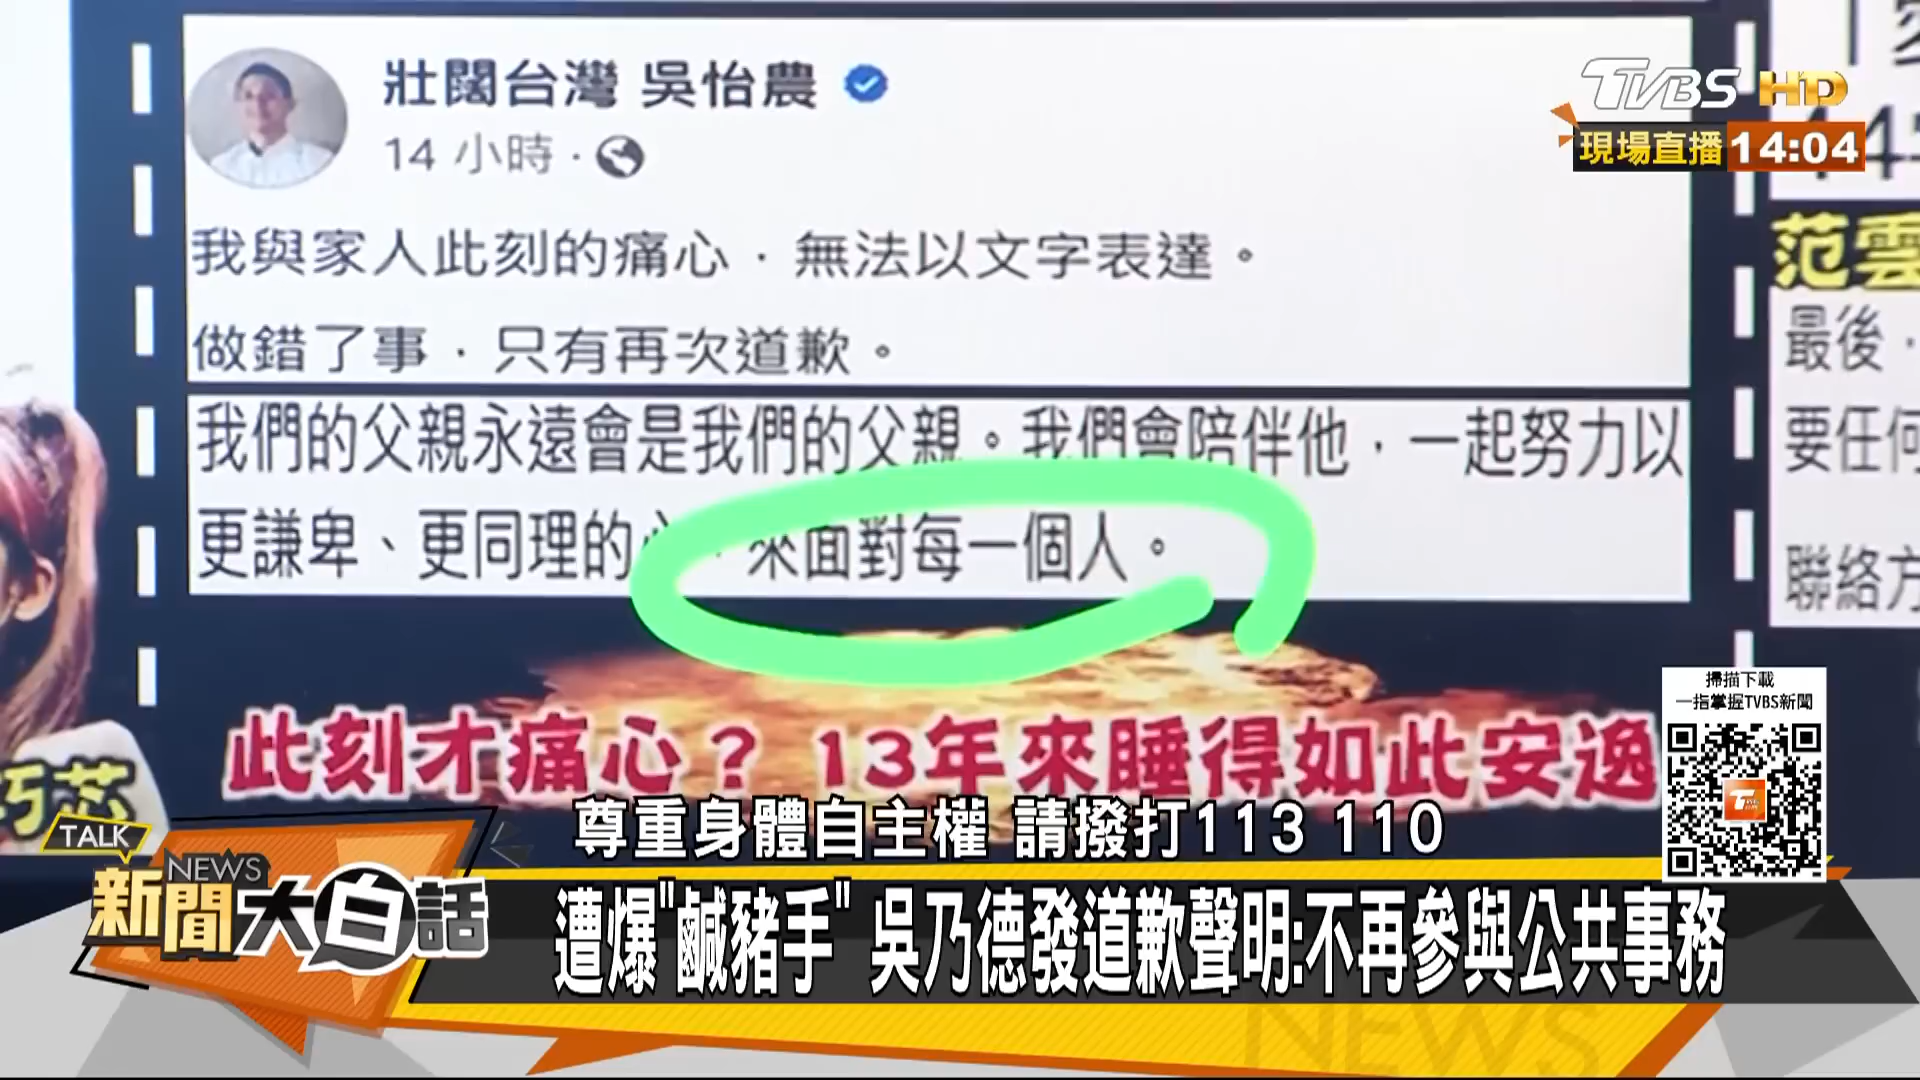 壯闊台灣 吳怡農
14 小時
我與家人此刻的痛心，無法以文字表達。
做錯了事，只有再次道歉。
我們的父親永遠會是我們的父親。我們會陪伴他，一起努力以
更謙卑、更同理的心，來面對每一個人。
此刻才痛心？13年來睡得如此安逸
TVBS HD
現場直播 14:04
范雲
最後，
要任何
聯絡方
巧芯
掃描下載
一指掌握TVBS新聞
尊重身體自主權 請撥打113 110
TALK
NEWS
新聞大白話
遭爆"鹹豬手" 吳乃德發道歉聲明:不再參與公共事務
NEWS